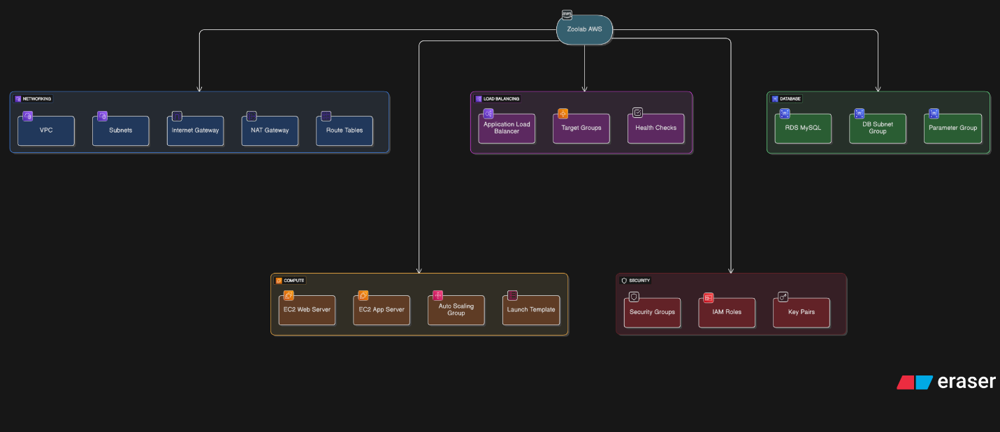 aws
Zoolab AWS
NETWORKING
VPC
Subnets
Internet Gateway
NAT Gateway
Route Tables
LOAD BALANCING
Application Load
Balancer
Target Groups
Health Checks
DATABASE
RDS MySQL
DB Subnet
Group
Parameter Group
COMPUTE
EC2 Web Server
EC2 App Server
Auto Scaling
Group
Launch Template
SECURITY
Security Groups
IAM Roles
Key Pairs
eraser